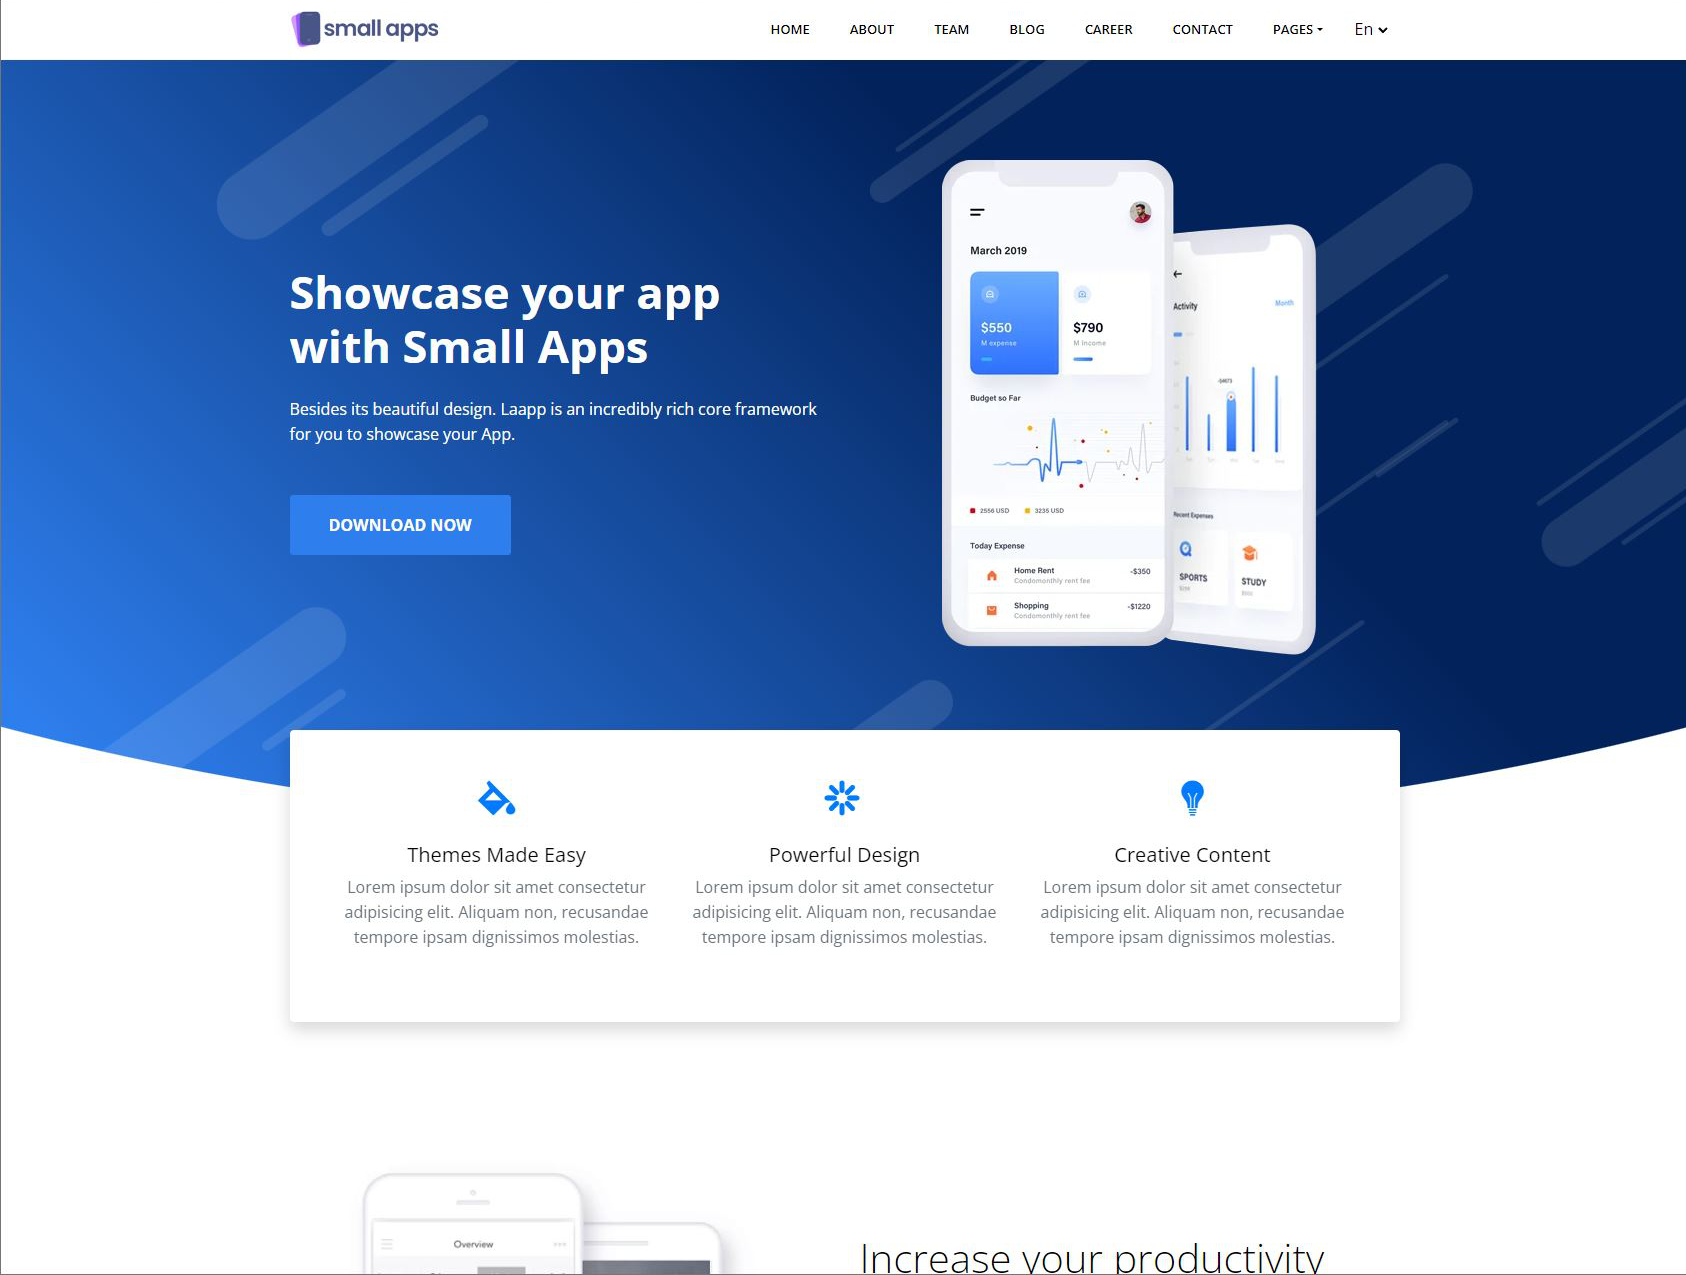 small apps
HOME ABOUT TEAM BLOG CAREER CONTACT PAGES En
Showcase your app
with Small Apps
Besides its beautiful design. Laapp is an incredibly rich core framework
for you to showcase your App.
DOWNLOAD NOW
March 2019
$550 $790
M expense M income
Budget so Far
2556 USD 3235 USD
Today Expense
Home Rent -$350
Condomonthly rent fee
Shopping -$1220
Condomonthly rent fee
Activity Month
Recent Expenses
SPORTS STUDY
Themes Made Easy
Lorem ipsum dolor sit amet consectetur
adipisicing elit. Aliquam non, recusandae
tempore ipsam dignissimos molestias.
Powerful Design
Lorem ipsum dolor sit amet consectetur
adipisicing elit. Aliquam non, recusandae
tempore ipsam dignissimos molestias.
Creative Content
Lorem ipsum dolor sit amet consectetur
adipisicing elit. Aliquam non, recusandae
tempore ipsam dignissimos molestias.
Overview
Increase your productivity